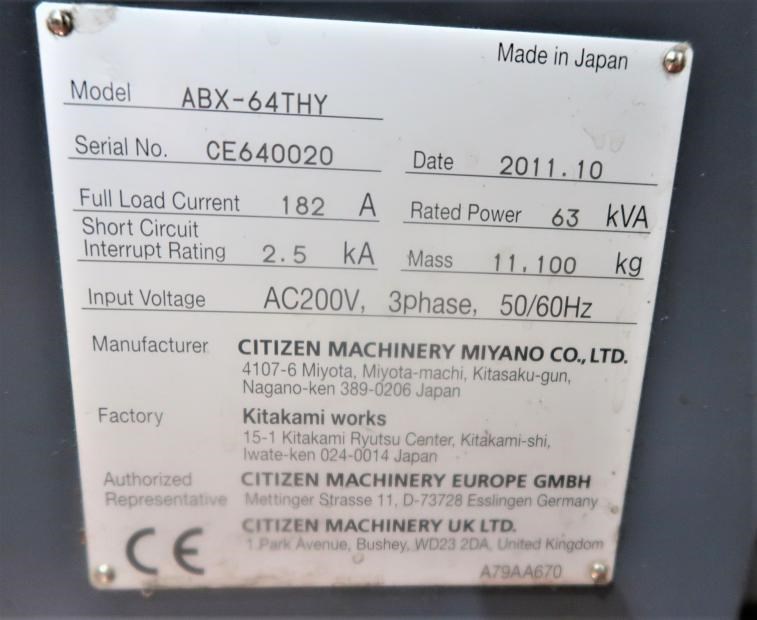 Made in Japan
Model ABX-64THY
Serial No. CE640020 Date 2011.10
Full Load Current 182 A Rated Power 63 kVA
Short Circuit
Interrupt Rating 2.5 kA Mass 11,100 kg
Input Voltage AC200V, 3phase, 50/60Hz
Manufacturer CITIZEN MACHINERY MIYANO CO., LTD.
4107-6 Miyota, Miyota-machi, Kitasaku-gun,
Nagano-ken 389-0206 Japan
Factory Kitakami works
15-1 Kitakami Ryutsu Center, Kitakami-shi,
Iwate-ken 024-0014 Japan
Authorized CITIZEN MACHINERY EUROPE GMBH
Representative Mettinger Strasse 11, D-73728 Esslingen Germany
CITIZEN MACHINERY UK LTD.
1 Park Avenue, Bushey, WD23 2DA, United Kingdom
CE
A79AA670